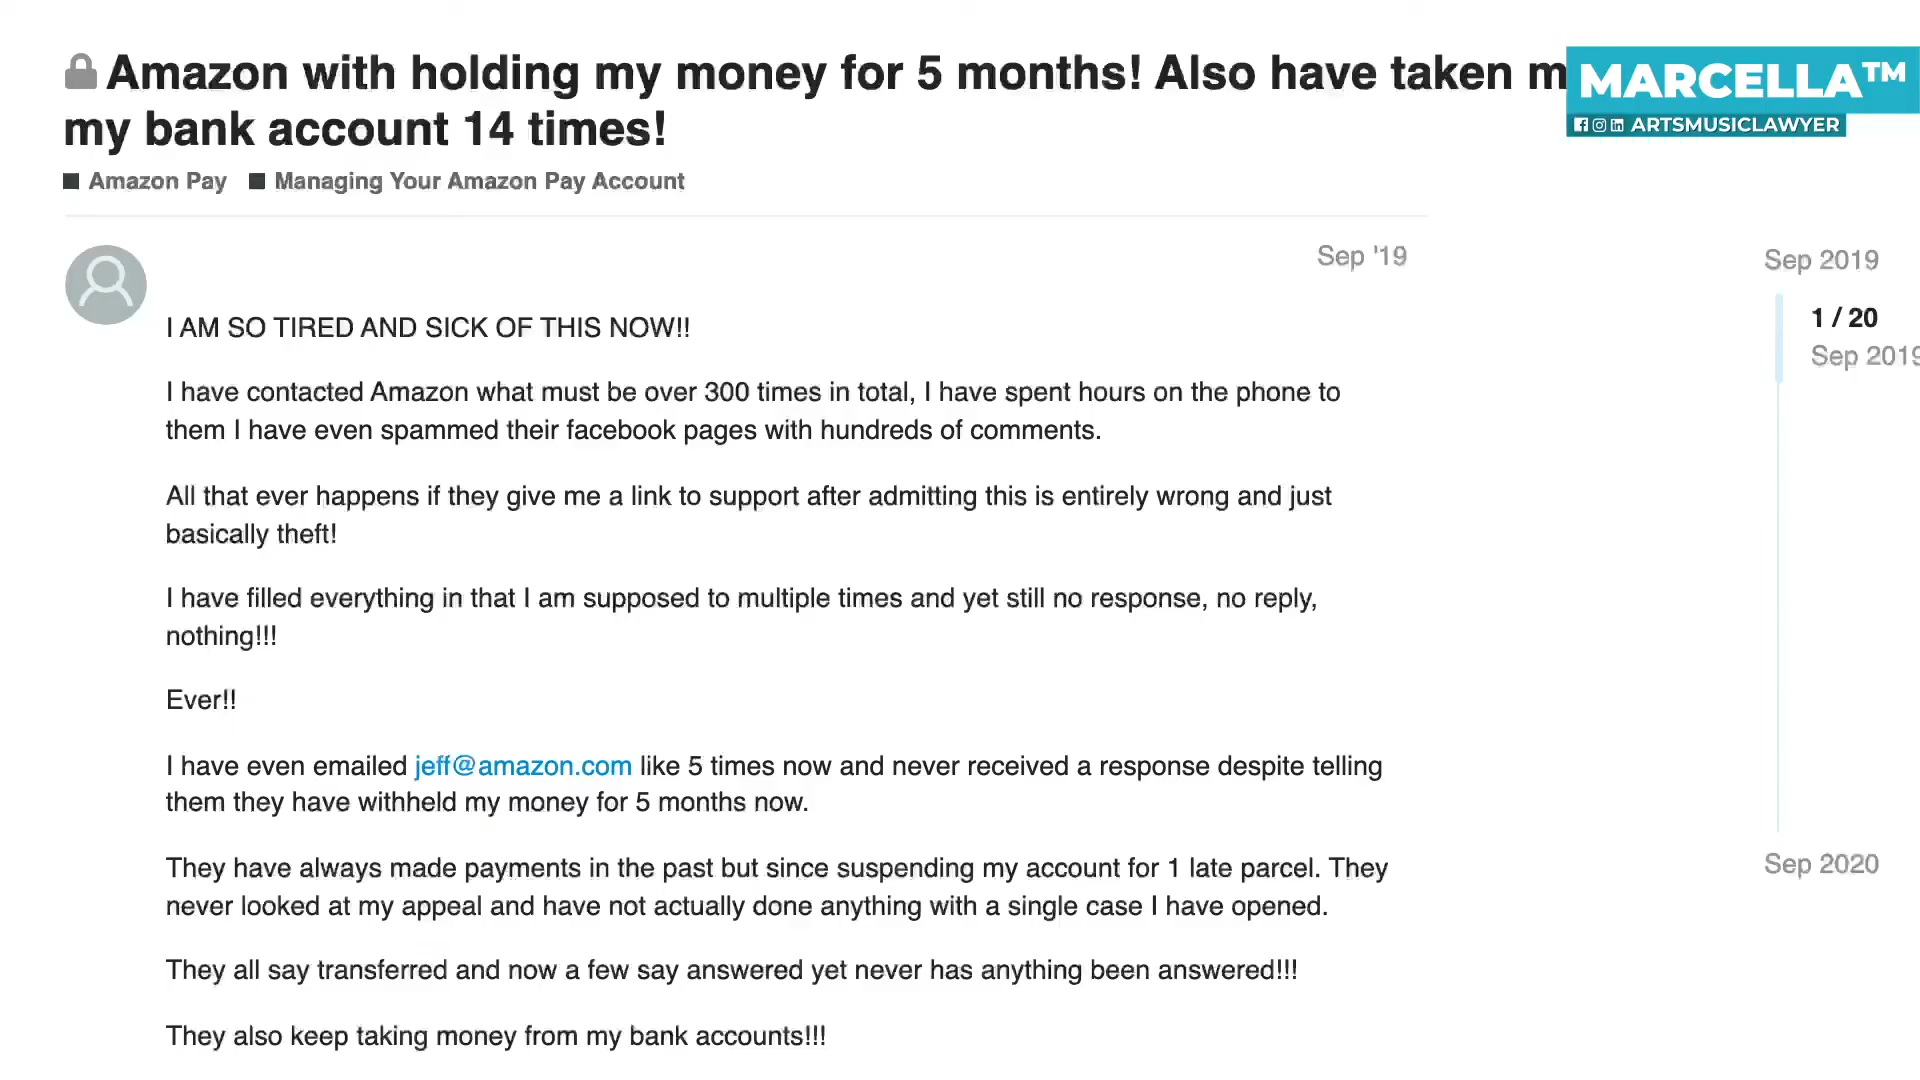 Amazon with holding my money for 5 months! Also have taken m
my bank account 14 times!
MARCELLA™
ARTSMUSICLAWYER
Amazon Pay Managing Your Amazon Pay Account
Sep '19
Sep 2019
1 / 20
Sep 2019
I AM SO TIRED AND SICK OF THIS NOW!!
I have contacted Amazon what must be over 300 times in total, I have spent hours on the phone to
them I have even spammed their facebook pages with hundreds of comments.
All that ever happens if they give me a link to support after admitting this is entirely wrong and just
basically theft!
I have filled everything in that I am supposed to multiple times and yet still no response, no reply,
nothing!!!
Ever!!
I have even emailed jeff@amazon.com like 5 times now and never received a response despite telling
them they have withheld my money for 5 months now.
They have always made payments in the past but since suspending my account for 1 late parcel. They
never looked at my appeal and have not actually done anything with a single case I have opened.
Sep 2020
They all say transferred and now a few say answered yet never has anything been answered!!!
They also keep taking money from my bank accounts!!!